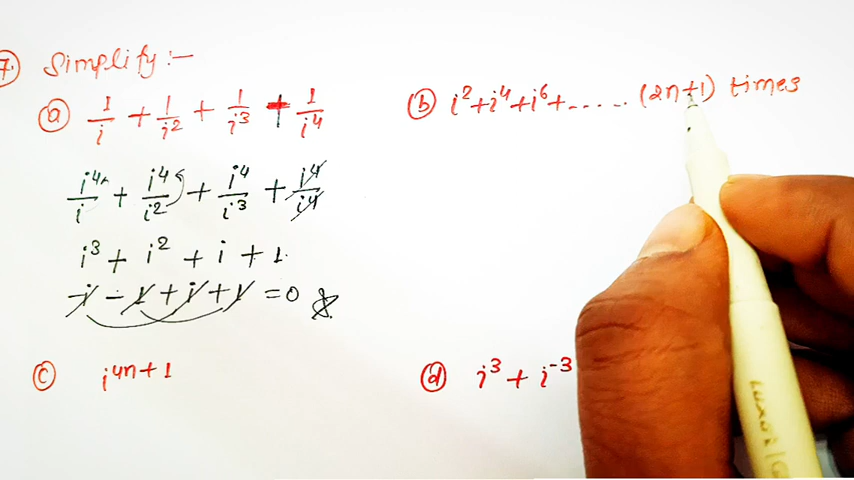 7. Simplify :-
(a) 1/i + 1/i² + 1/i³ + 1/i⁴
i⁴/i + i⁴/i² + i⁴/i³ + i⁴/i⁴
i³ + i² + i + 1
-i - 1 + i + 1 = 0
(b) i² + i⁴ + i⁶ + ...... (2n+1) times
(c) i⁴ⁿ⁺¹
(d) i³ + i⁻³
LUXOR